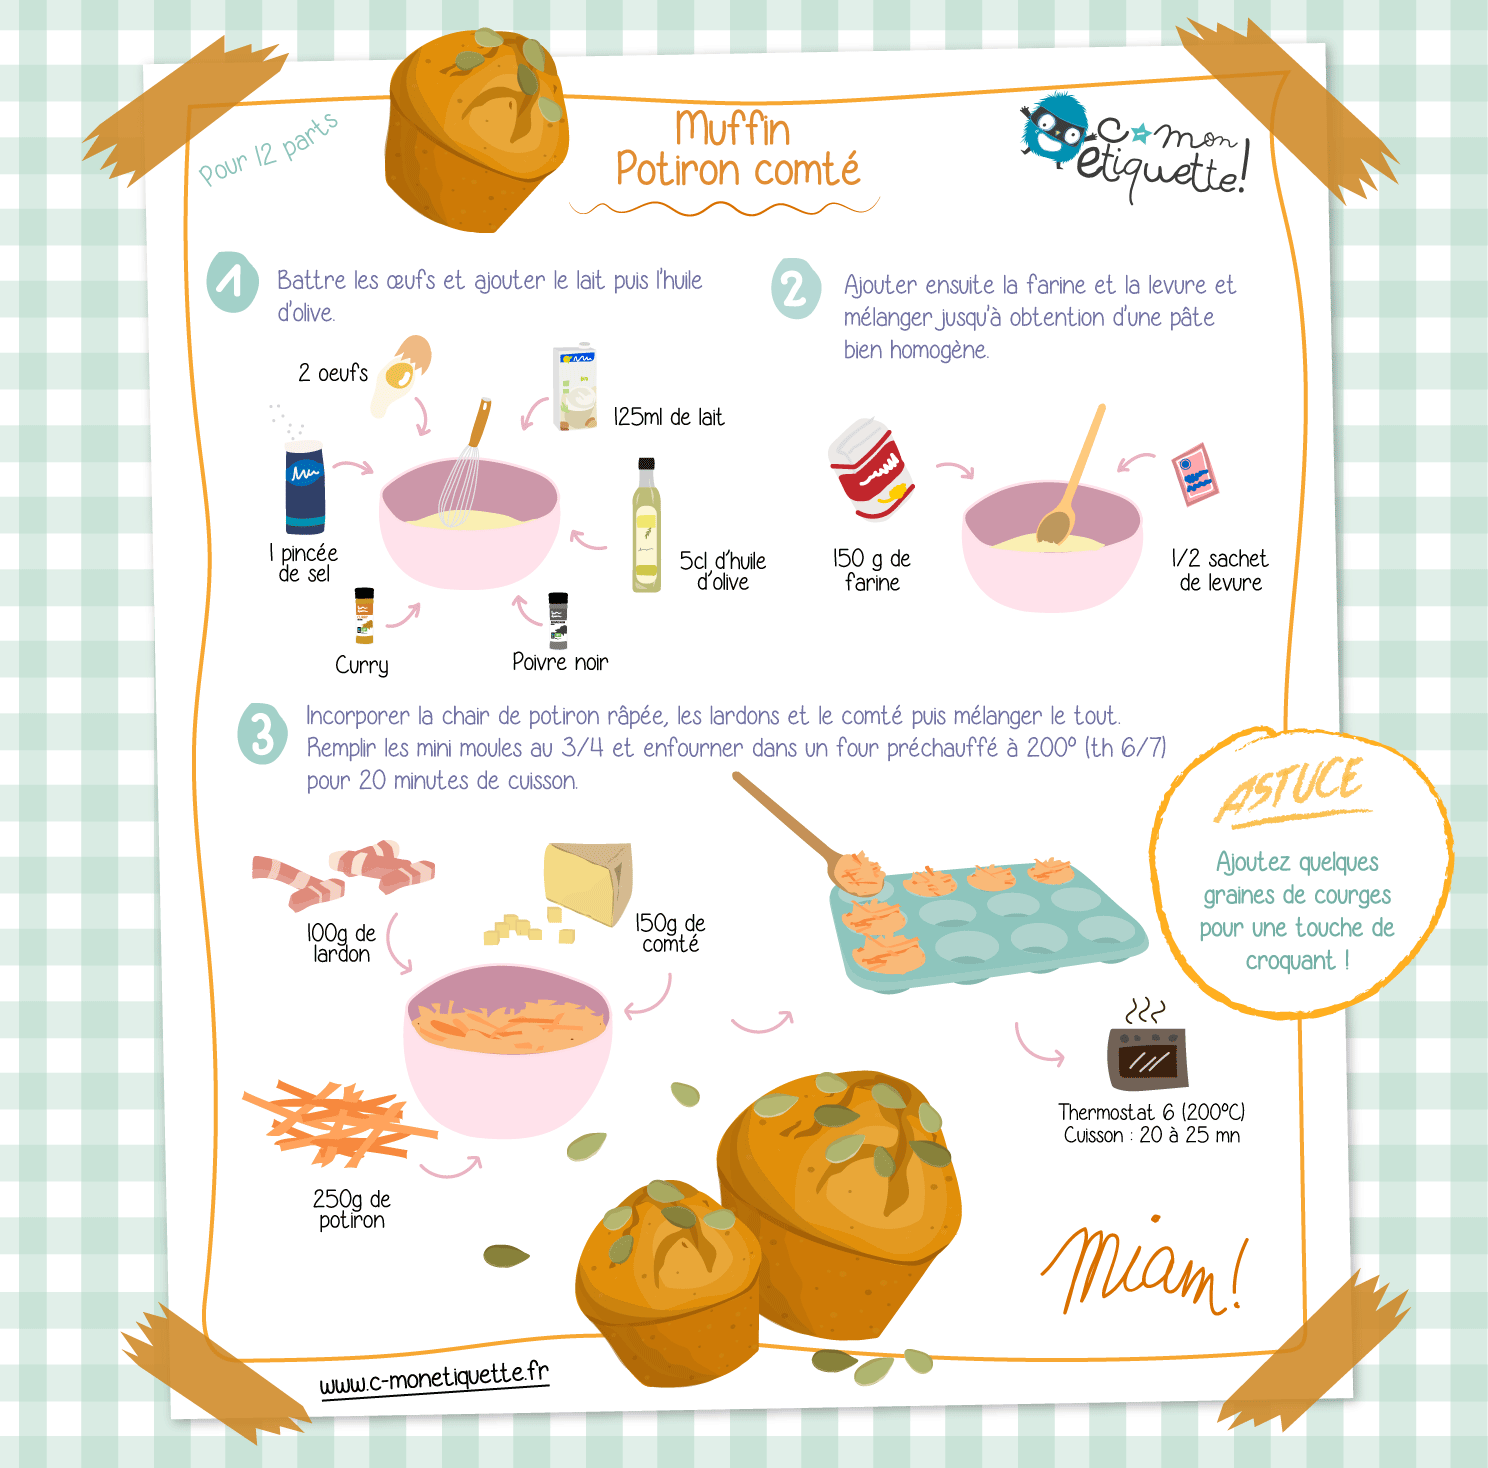 Pour 12 parts
Muffin
Potiron comté
c mon
etiquette!
1
Battre les œufs et ajouter le lait puis l'huile
d'olive.
2 oeufs
125ml de lait
1 pincée
de sel
5cl d'huile
d'olive
Curry
Poivre noir
2
Ajouter ensuite la farine et la levure et
mélanger jusqu'à obtention d'une pâte
bien homogène.
150 g de
farine
1/2 sachet
de levure
3
Incorporer la chair de potiron râpée, les lardons et le comté puis mélanger le tout.
Remplir les mini moules au 3/4 et enfourner dans un four préchauffé à 200° (th 6/7)
pour 20 minutes de cuisson.
100g de
lardon
150g de
comté
250g de
potiron
ASTUCE
Ajoutez quelques
graines de courges
pour une touche de
croquant !
Thermostat 6 (200°C)
Cuisson : 20 à 25 mn
Miam!
www.c-monetiquette.fr